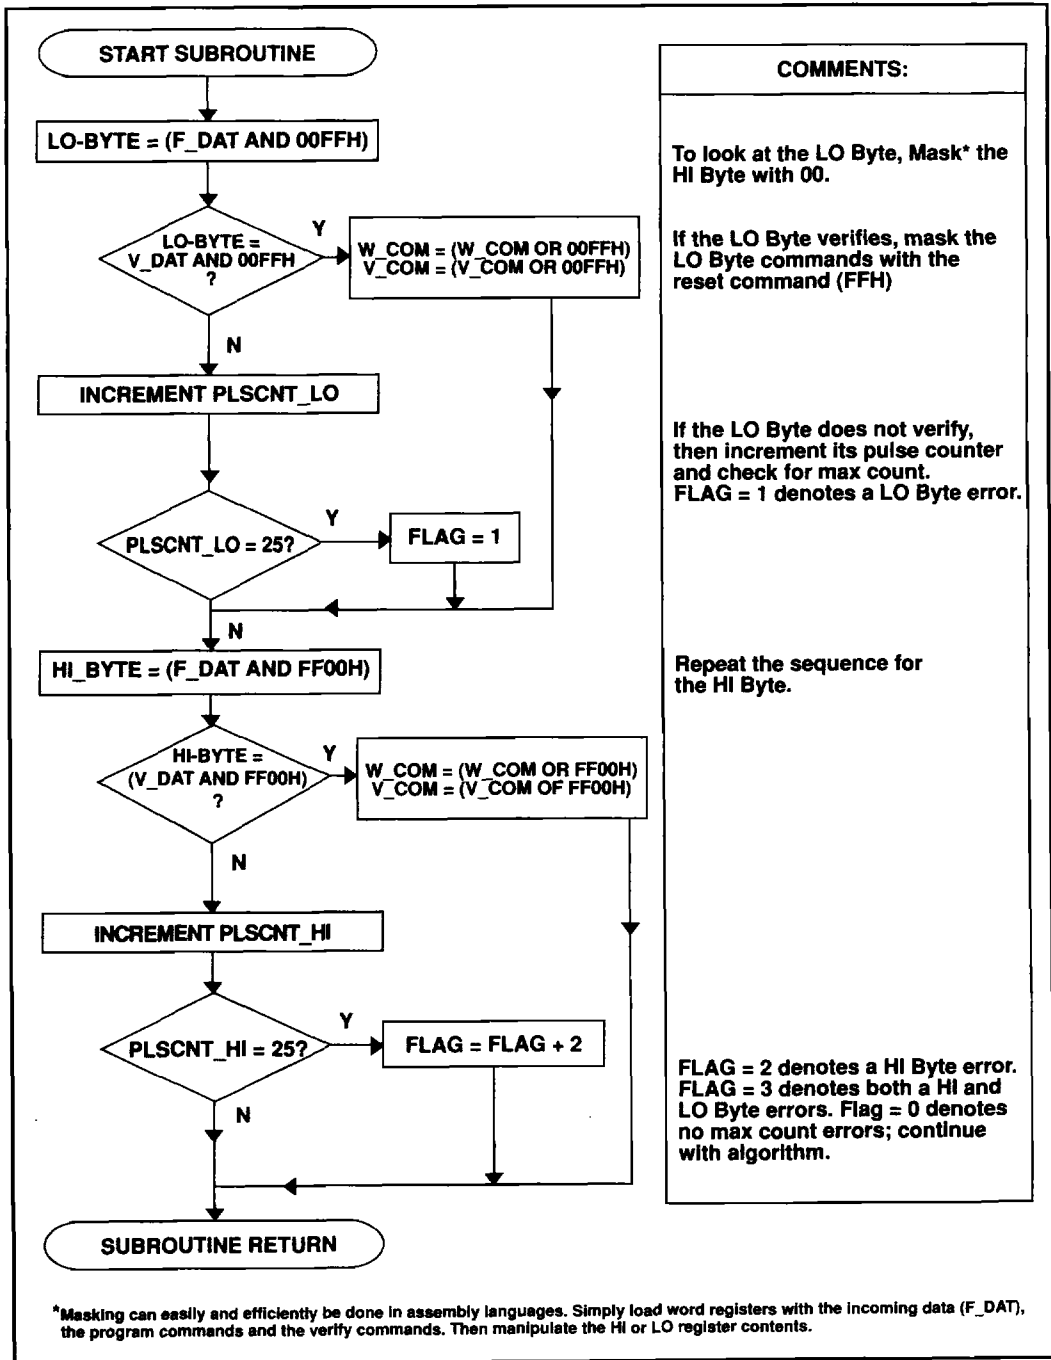 START SUBROUTINE
LO-BYTE = (F_DAT AND 00FFH)
LO-BYTE =
V_DAT AND 00FFH
?
Y
W_COM = (W_COM OR 00FFH)
V_COM = (V_COM OR 00FFH)
N
INCREMENT PLSCNT_LO
PLSCNT_LO = 25?
Y
FLAG = 1
N
HI_BYTE = (F_DAT AND FF00H)
HI-BYTE =
(V_DAT AND FF00H)
?
Y
W_COM = (W_COM OR FF00H)
V_COM = (V_COM OF FF00H)
N
INCREMENT PLSCNT_HI
PLSCNT_HI = 25?
Y
FLAG = FLAG + 2
N
SUBROUTINE RETURN
COMMENTS:
To look at the LO Byte, Mask* the
HI Byte with 00.
If the LO Byte verifies, mask the
LO Byte commands with the
reset command (FFH)
If the LO Byte does not verify,
then increment its pulse counter
and check for max count.
FLAG = 1 denotes a LO Byte error.
Repeat the sequence for
the HI Byte.
FLAG = 2 denotes a HI Byte error.
FLAG = 3 denotes both a HI and
LO Byte errors. Flag = 0 denotes
no max count errors; continue
with algorithm.
*Masking can easily and efficiently be done in assembly languages. Simply load word registers with the incoming data (F_DAT),
the program commands and the verify commands. Then manipulate the HI or LO register contents.